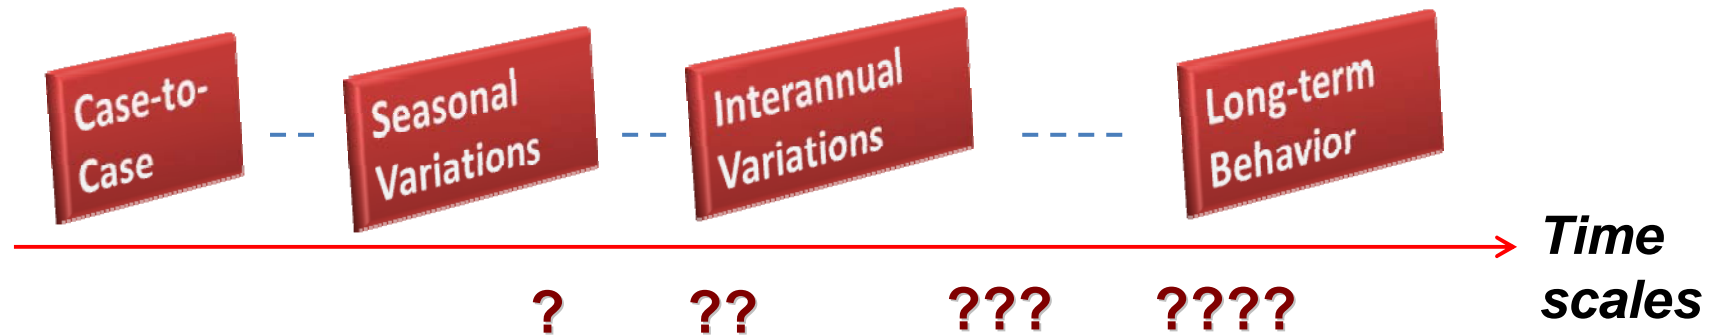 Case-to-
Case
Seasonal
Variations
Interannual
Variations
Long-term
Behavior
Time
scales
? ?? ??? ????